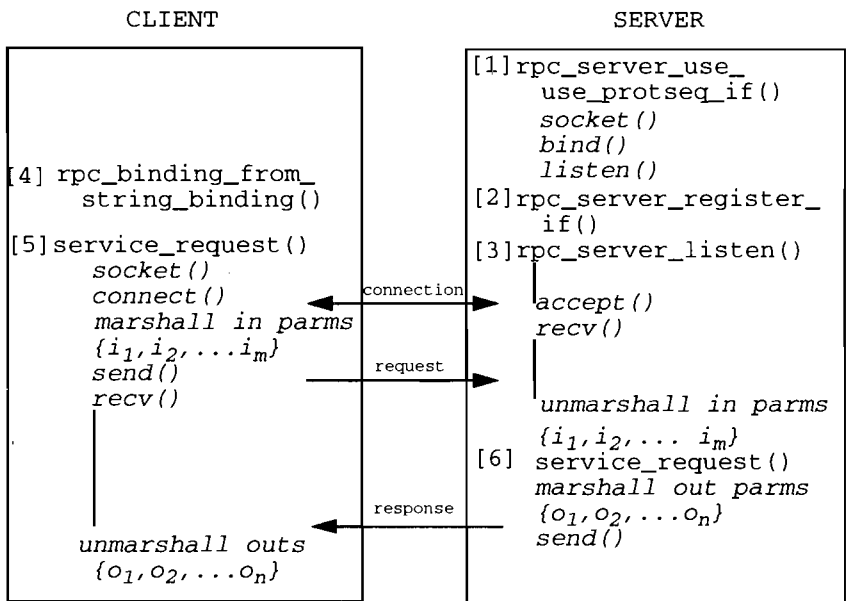 CLIENT
[4] rpc_binding_from_
string_binding()
[5]service_request()
socket()
connect()
marshall in parms
{i1,i2,...im}
send()
recv()
unmarshall outs
{o1,o2,...on}
connection
request
response
SERVER
[1]rpc_server_use_
use_protseq_if()
socket()
bind()
listen()
[2]rpc_server_register_
if()
[3]rpc_server_listen()
accept()
recv()
unmarshall in parms
{i1,i2,... im}
[6] service_request()
marshall out parms
{o1,o2,...on}
send()